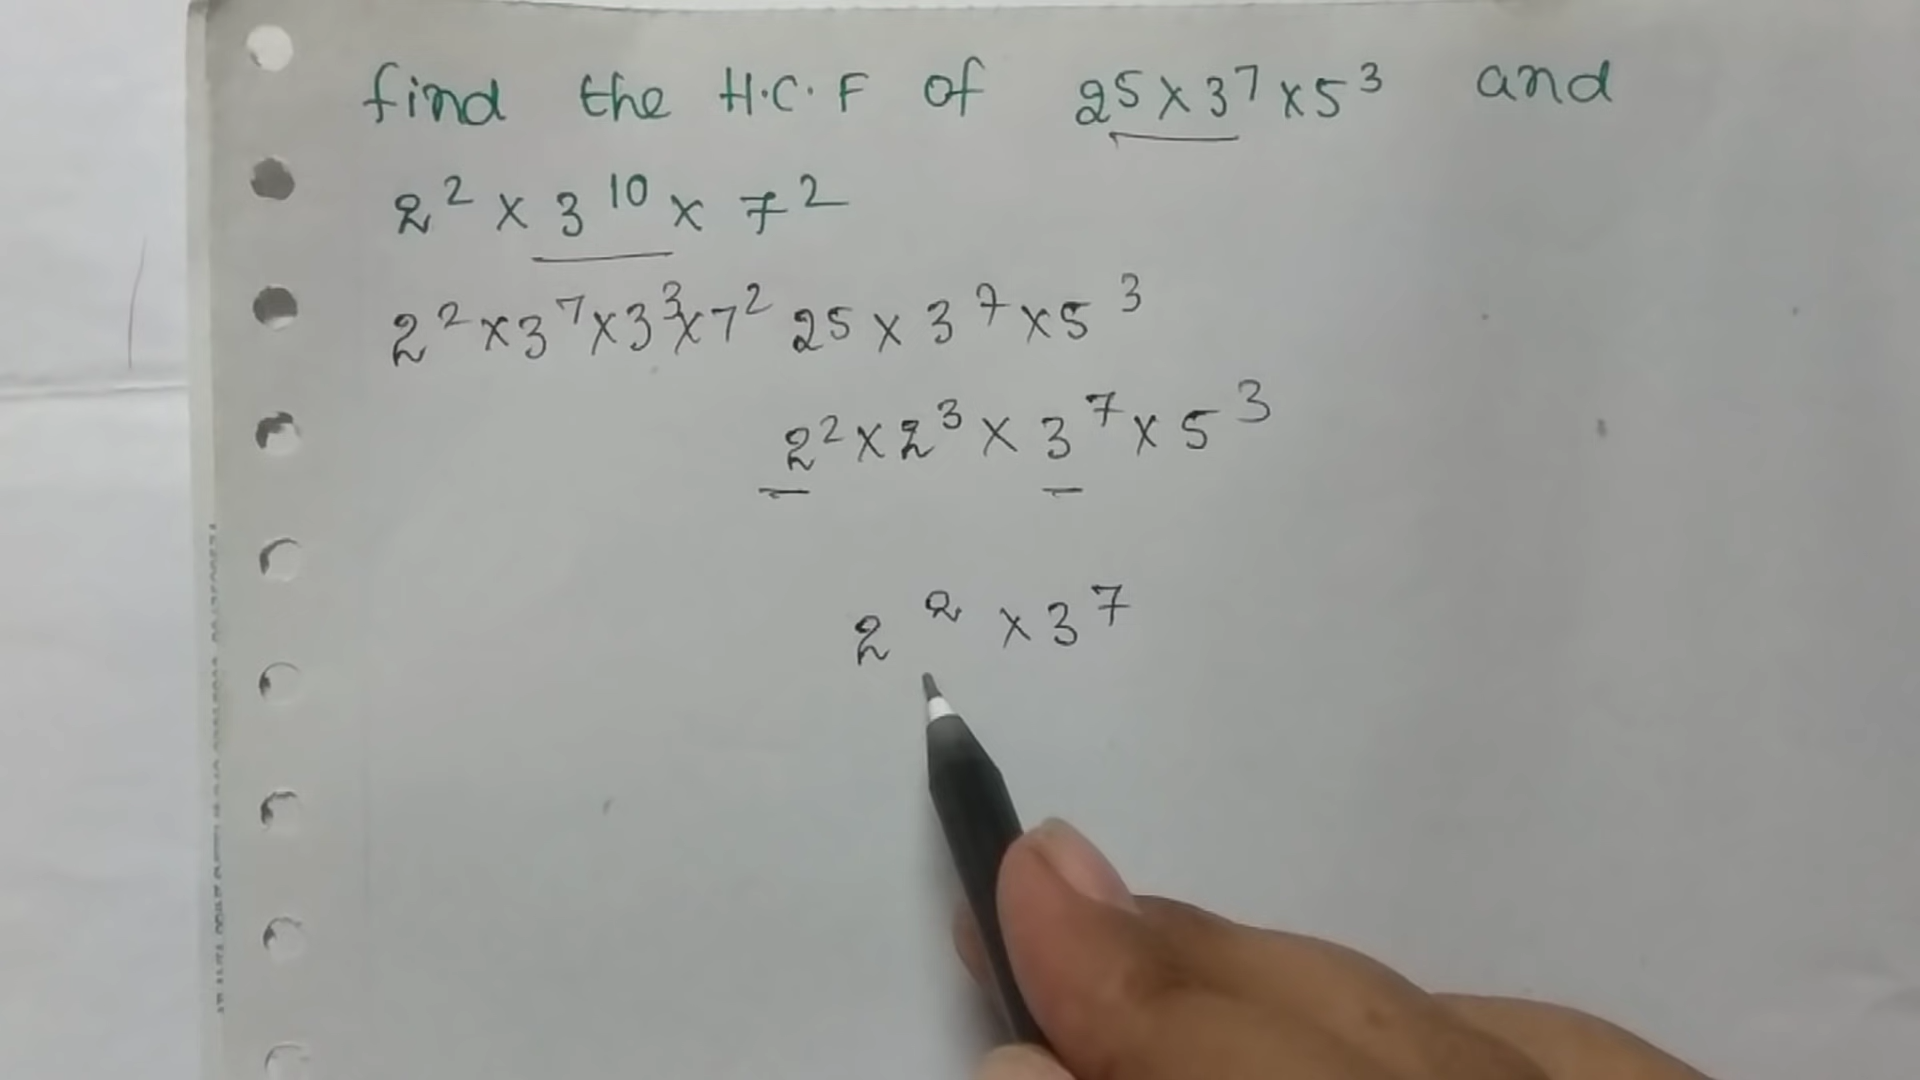 find the H.C.F of 2⁵ x 3⁷ x 5³ and
2² x 3¹⁰ x 7²
2² x 3⁷ x 3³ x 7² 25 x 3⁷ x 5³
2² x 2³ x 3⁷ x 5³
2² x 3⁷